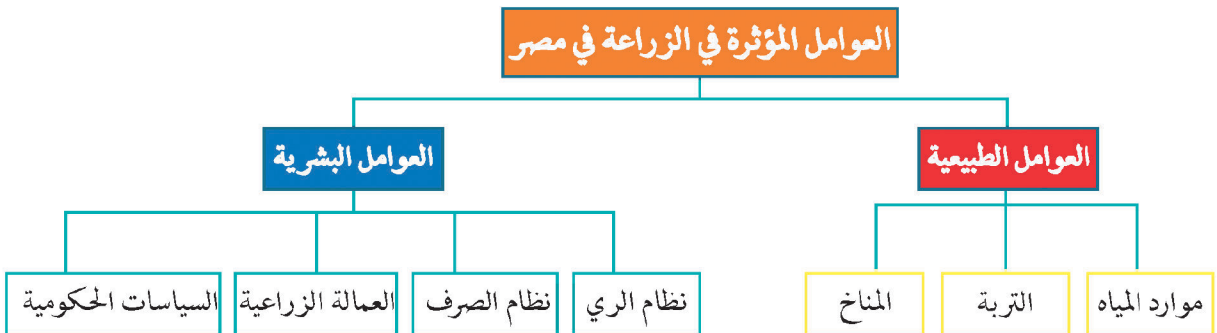 العوامل المؤثرة في الزراعة في مصر
العوامل الطبيعية
العوامل البشرية
موارد المياه
التربة
المناخ
نظام الري
نظام الصرف
العمالة الزراعية
السياسات الحكومية